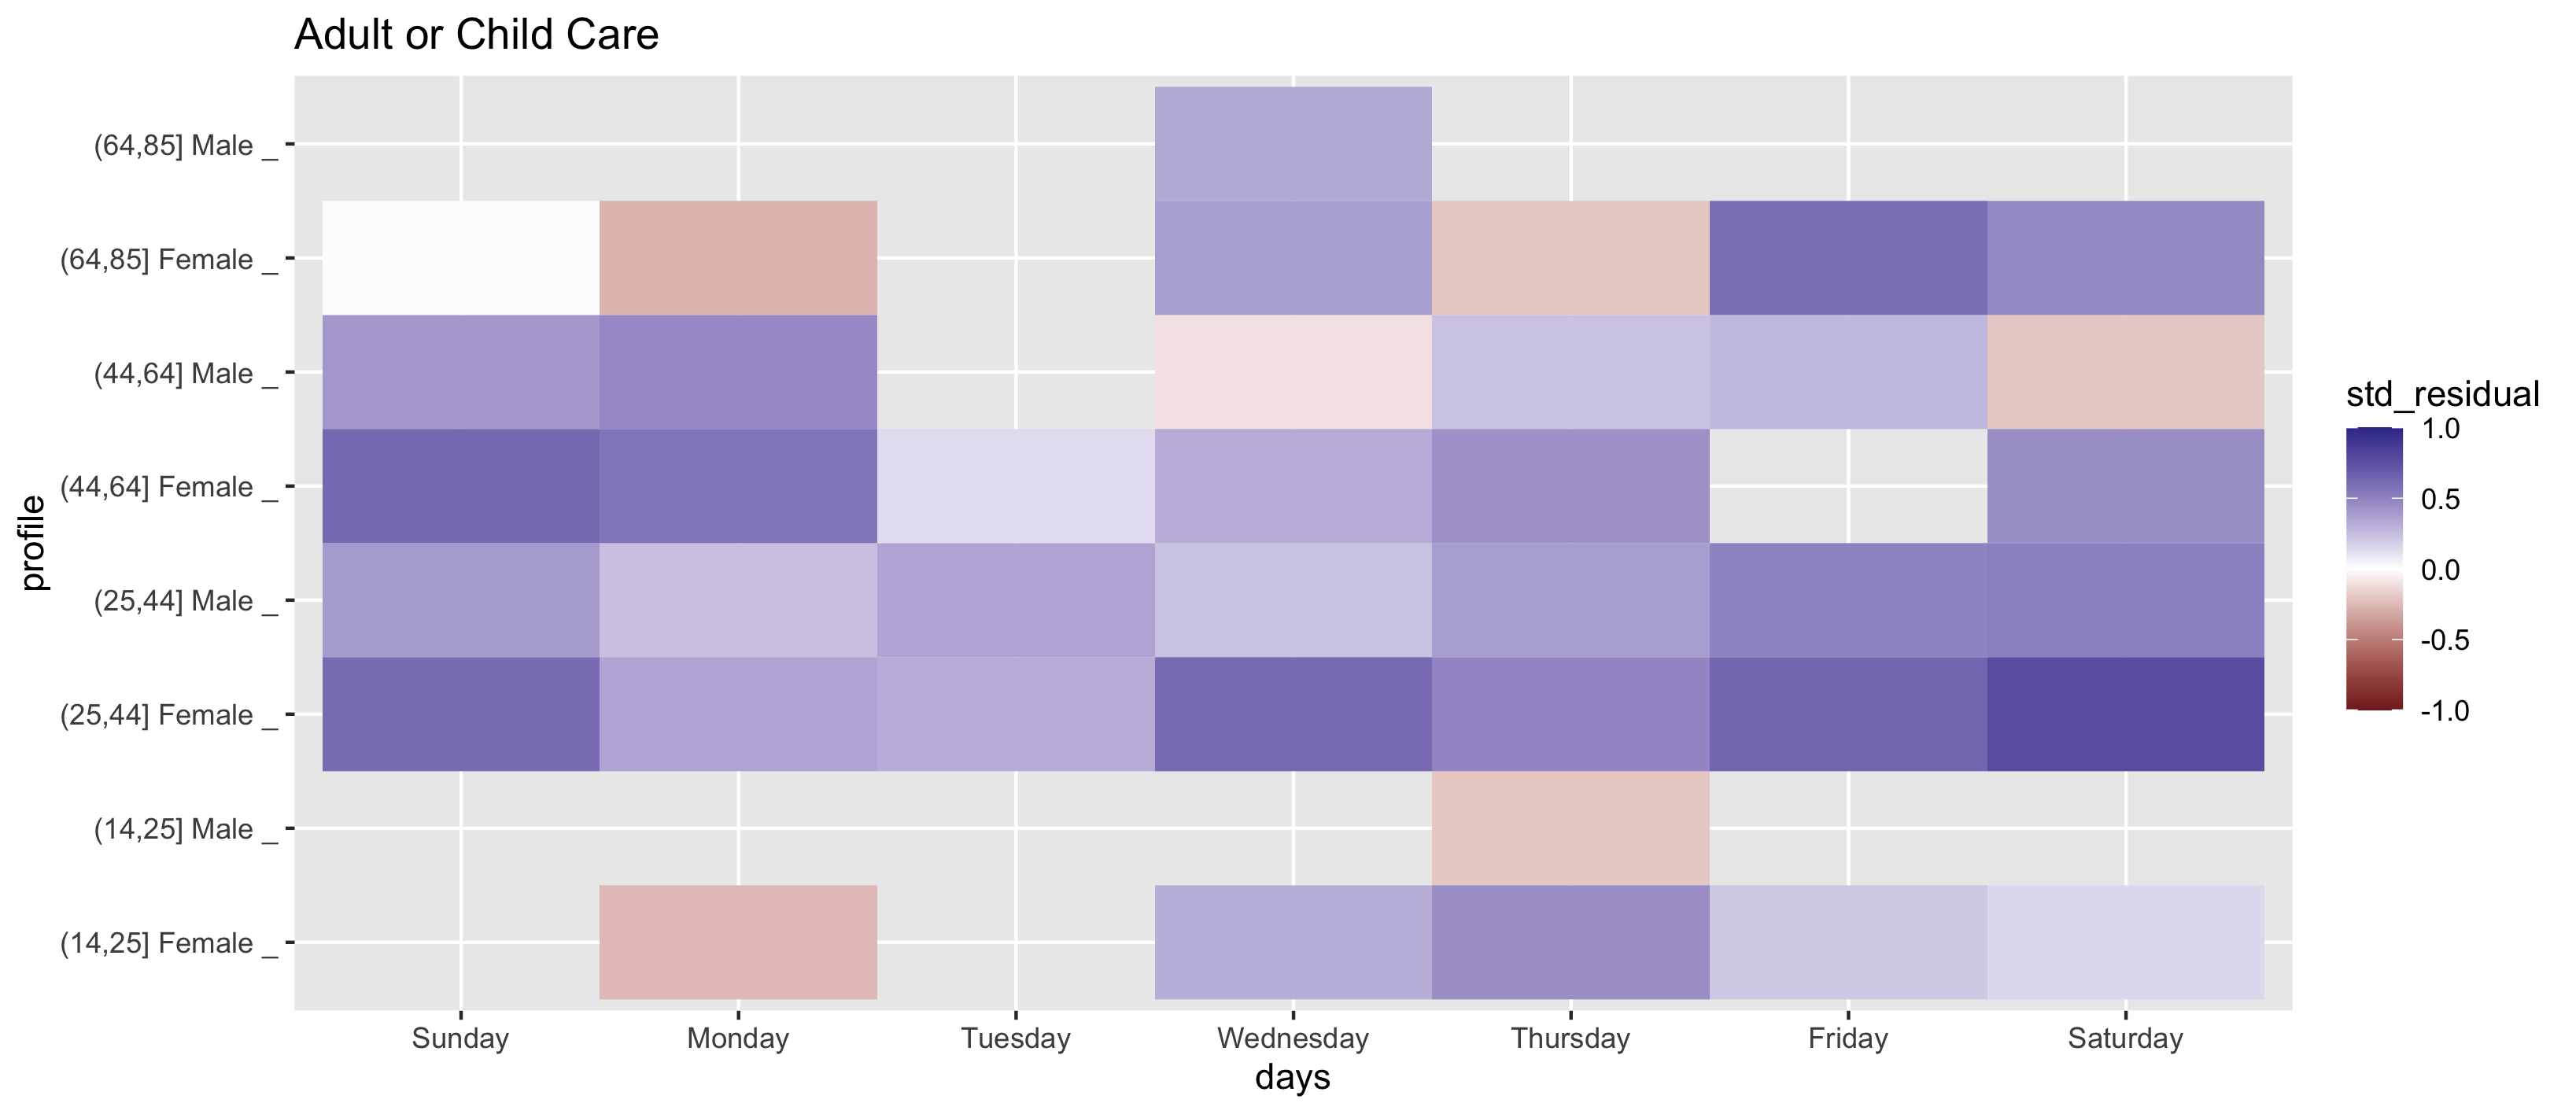 Adult or Child Care
(64,85] Male _
(64,85] Female _
(44,64] Male _
(44,64] Female _
(25,44] Male _
(25,44] Female _
(14,25] Male _
(14,25] Female _
profile
Sunday Monday Tuesday Wednesday Thursday Friday Saturday
days
std_residual
1.0
0.5
0.0
-0.5
-1.0